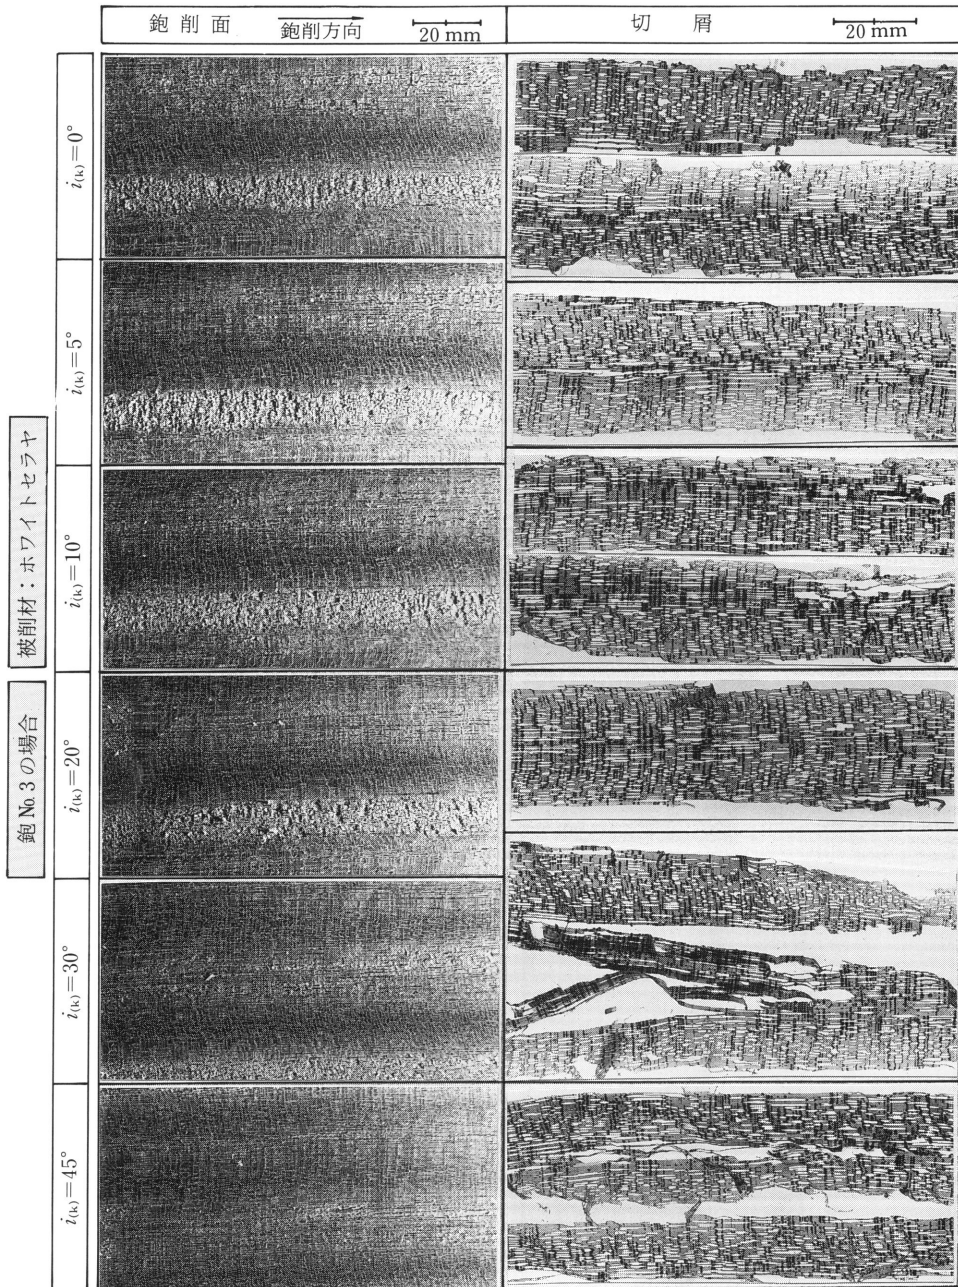 鉋削面
鉋削方向
20 mm
切屑
20 mm
被削材：ホワイトセラヤ
鉋 № 3 の場合
i(k)=0°
i(k)=5°
i(k)=10°
i(k)=20°
i(k)=30°
i(k)=45°